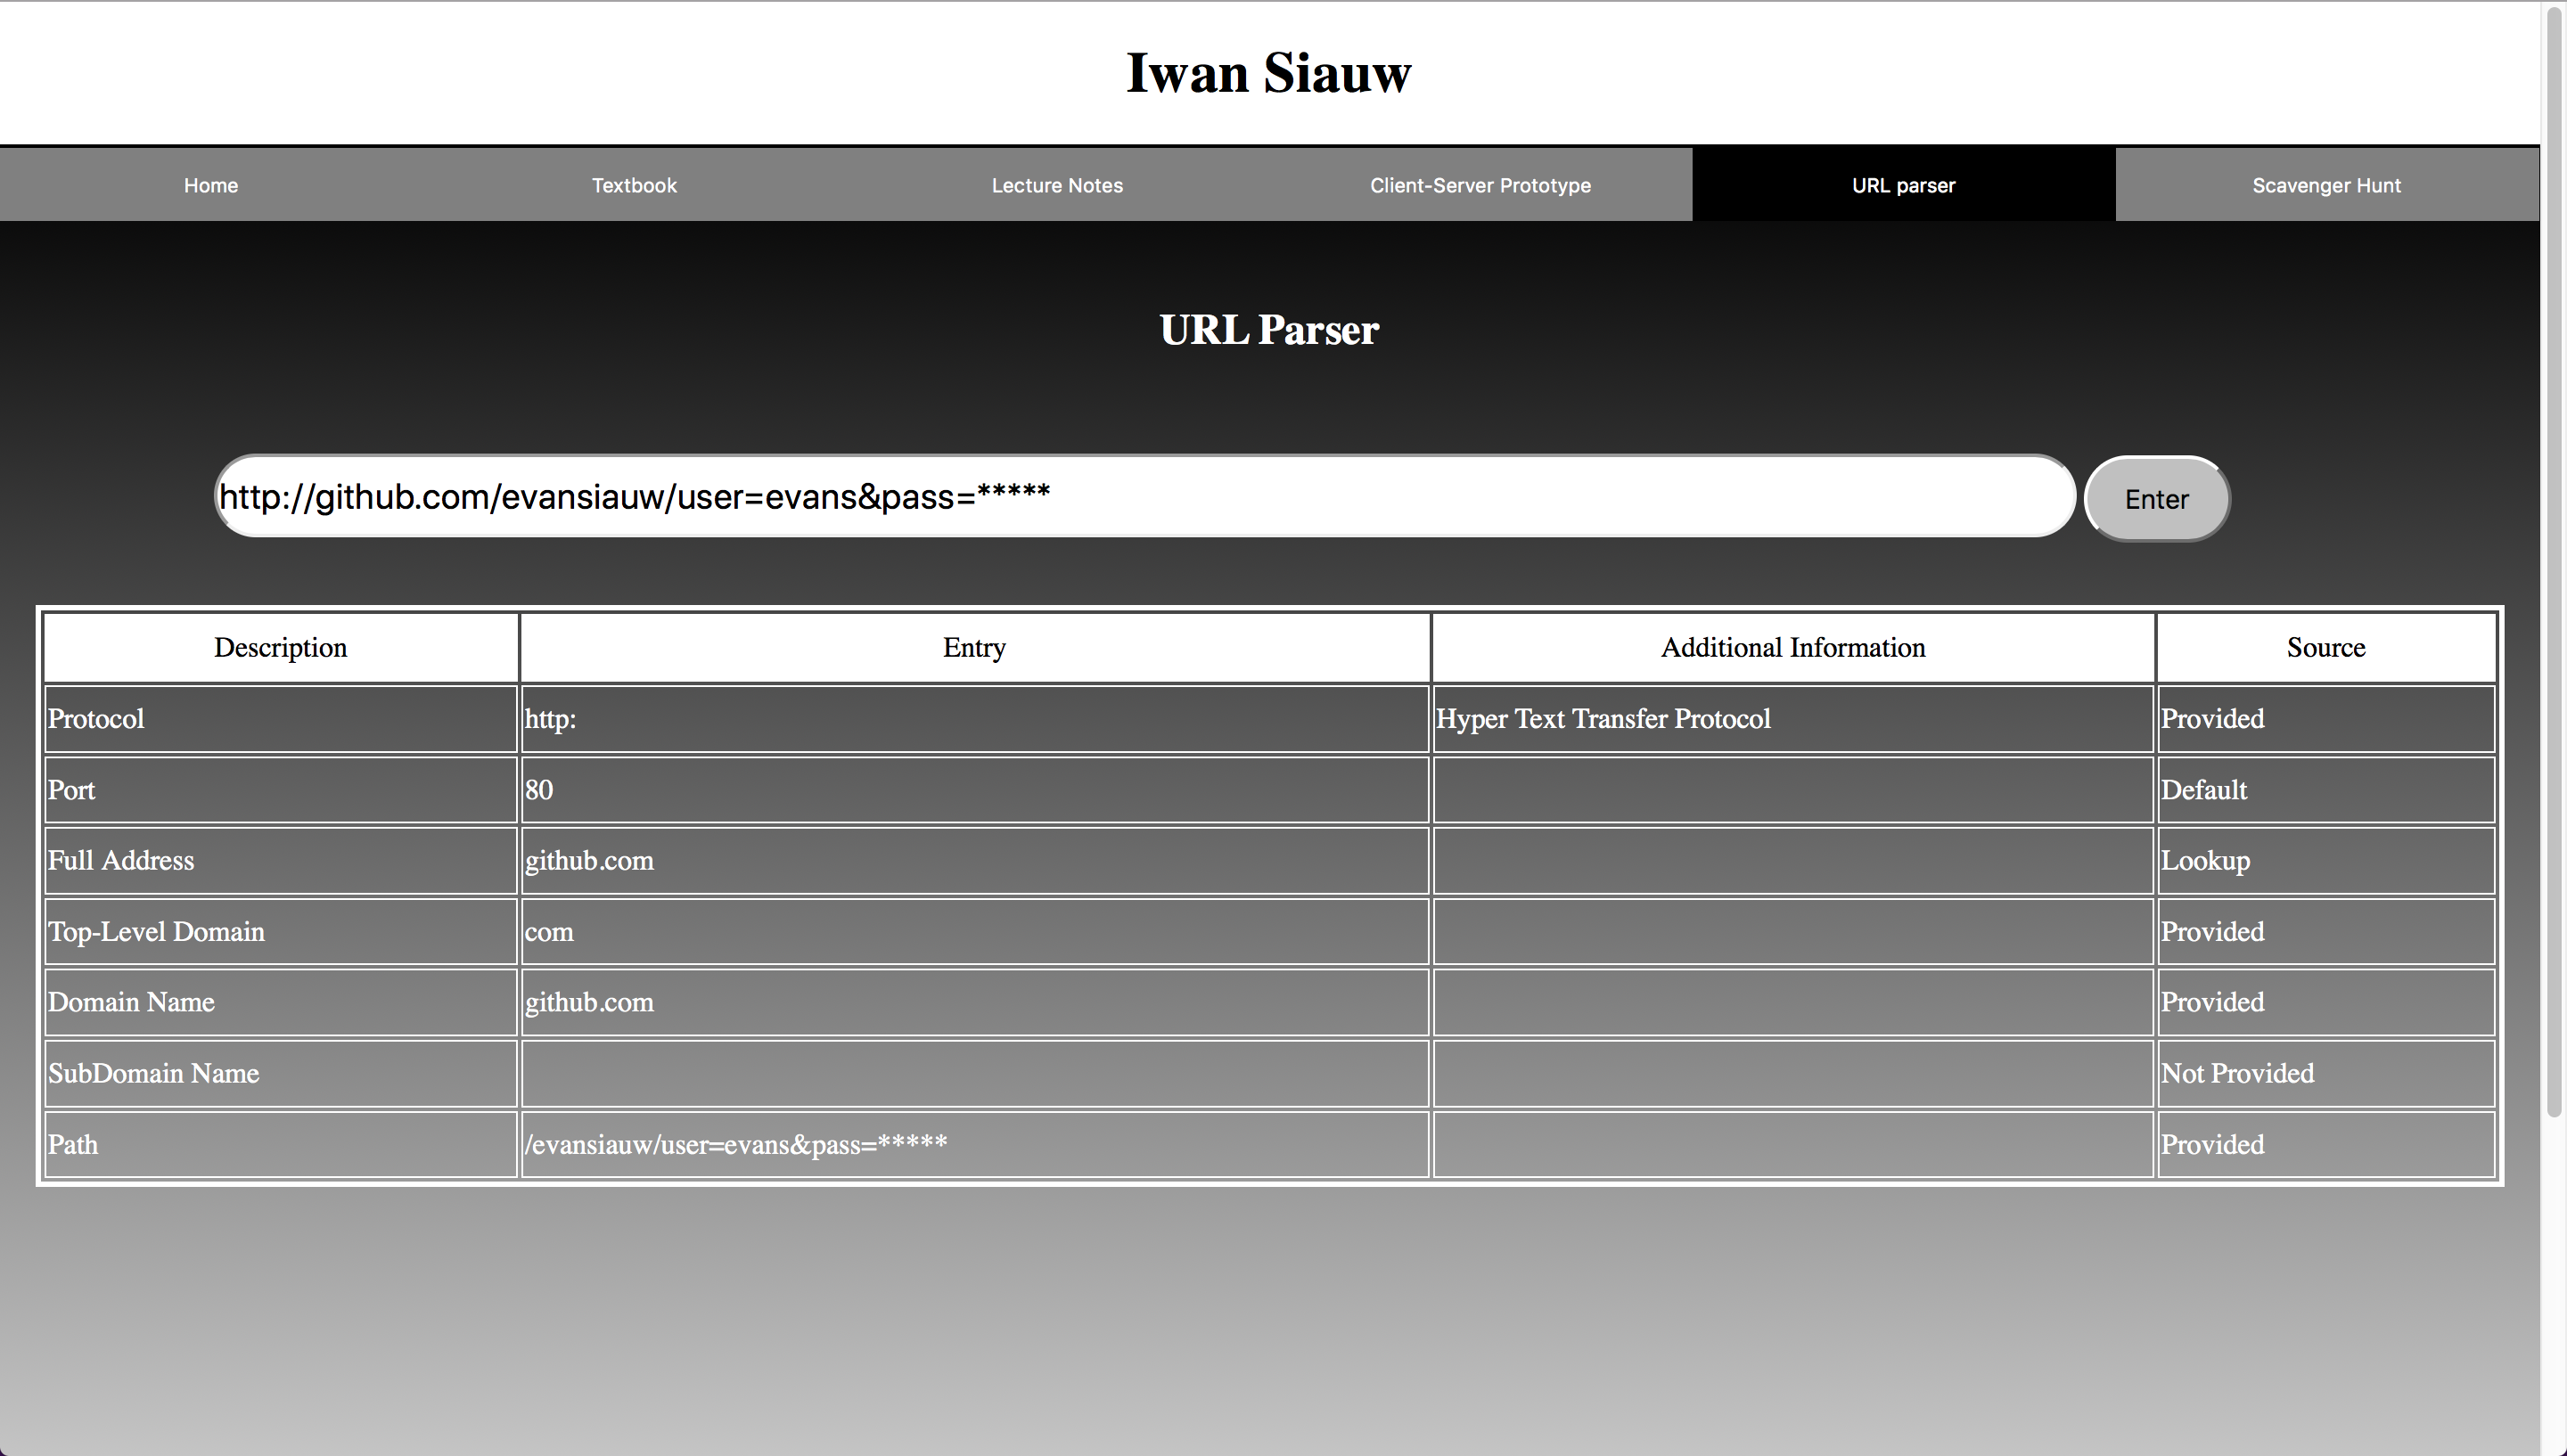 Iwan Siauw
Home Textbook Lecture Notes Client-Server Prototype URL parser Scavenger Hunt
URL Parser
http://github.com/evansiauw/user=evans&pass=***** Enter
Description Entry Additional Information Source
Protocol http: Hyper Text Transfer Protocol Provided
Port 80 Default
Full Address github.com Lookup
Top-Level Domain com Provided
Domain Name github.com Provided
SubDomain Name Not Provided
Path /evansiauw/user=evans&pass=***** Provided